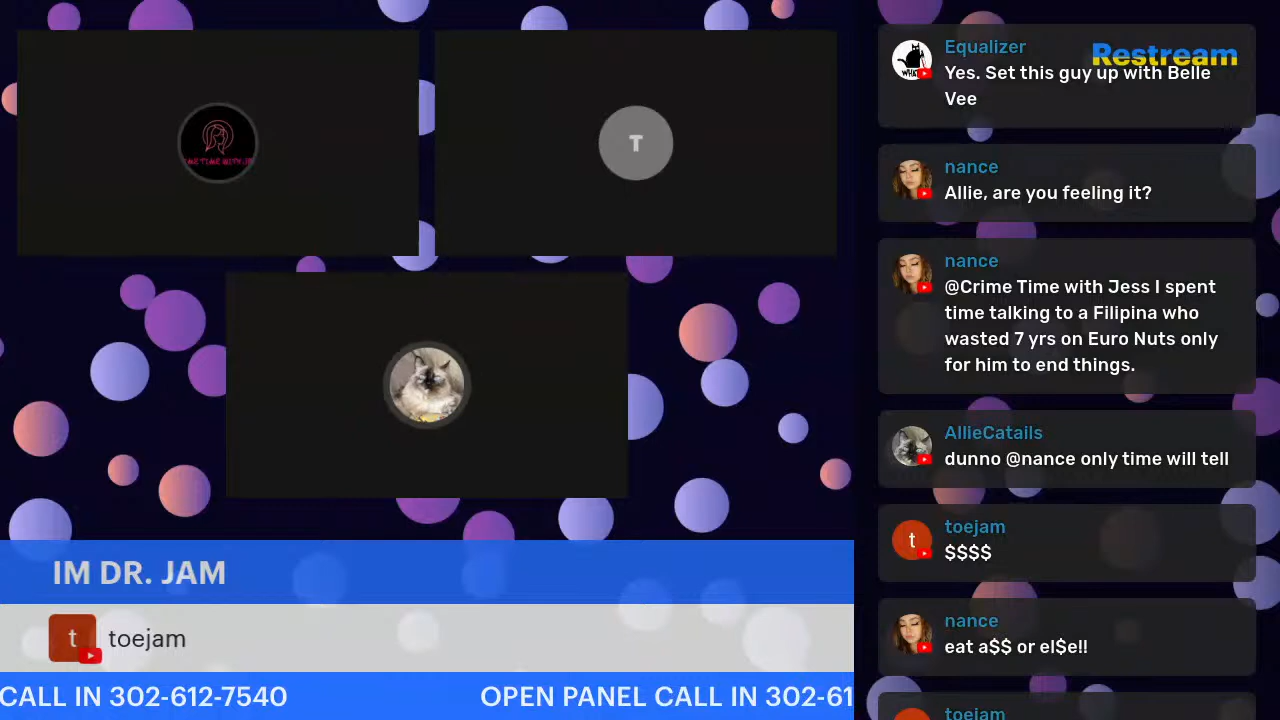 T
IM DR. JAM
t
toejam
CALL IN 302-612-7540
OPEN PANEL CALL IN 302-61
Restream
Equalizer
Yes. Set this guy up with Belle
Vee
nance
Allie, are you feeling it?
nance
@Crime Time with Jess I spent
time talking to a Filipina who
wasted 7 yrs on Euro Nuts only
for him to end things.
AllieCatails
dunno @nance only time will tell
t
toejam
$$$$
nance
eat a$$ or el$e!!
toejam